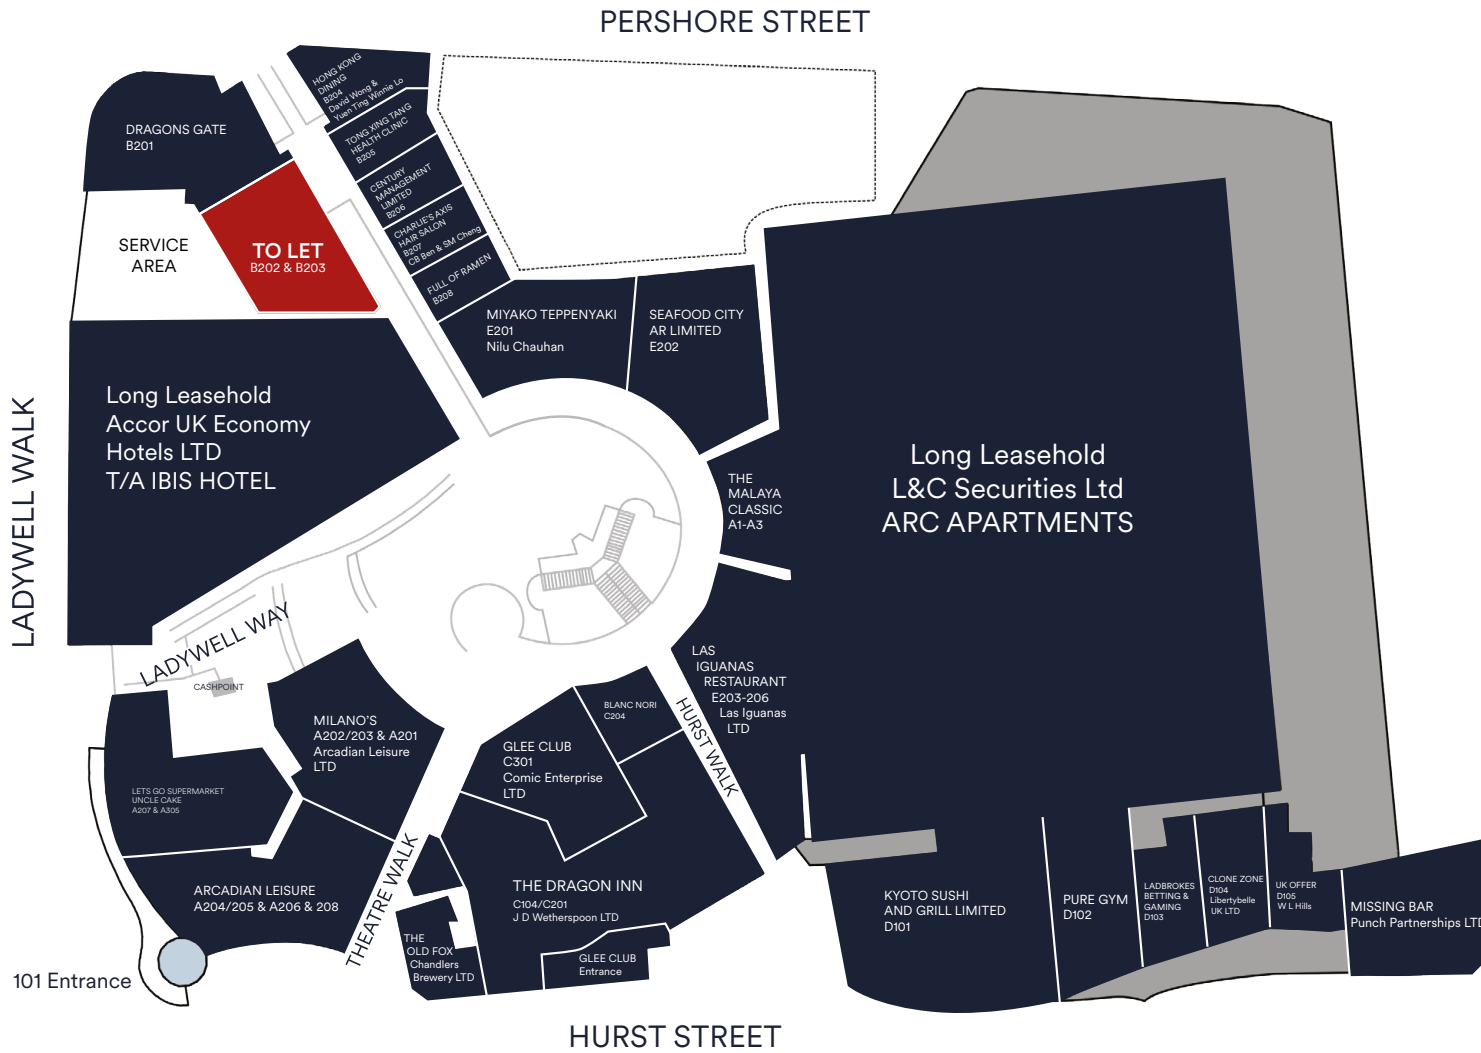 PERSHORE STREET
HONG KONG
DINING
B204
David Wong &
Yuen Ting Winnie Lo
DRAGONS GATE
B201
TONG XING TANG
HEALTH CLINIC
B205
CENTURY
MANAGEMENT
LIMITED
B206
CHARLIE'S AXIS
HAIR SALON
B207
CB Ben & SM Cheng
FULL OF RAMEN
B208
SERVICE
AREA
TO LET
B202 & B203
MIYAKO TEPPENYAKI
E201
Nilu Chauhan
SEAFOOD CITY
AR LIMITED
E202
LADYWELL WALK
Long Leasehold
Accor UK Economy
Hotels LTD
T/A IBIS HOTEL
THE
MALAYA
CLASSIC
A1-A3
Long Leasehold
L&C Securities Ltd
ARC APARTMENTS
LADYWELL WAY
CASHPOINT
LAS
IGUANAS
RESTAURANT
E203-206
Las Iguanas
LTD
MILANO'S
A202/203 & A201
Arcadian Leisure
LTD
GLEE CLUB
C301
Comic Enterprise
LTD
BLANC NORI
C204
HURST WALK
LETS GO SUPERMARKET
UNCLE CAKE
A207 & A305
ARCADIAN LEISURE
A204/205 & A206 & 208
THEATRE WALK
THE DRAGON INN
C104/C201
J D Wetherspoon LTD
THE
OLD FOX
Chandlers
Brewery LTD
GLEE CLUB
Entrance
KYOTO SUSHI
AND GRILL LIMITED
D101
PURE GYM
D102
LADBROKES
BETTING &
GAMING
D103
CLONE ZONE
D104
Libertybelle
UK LTD
UK OFFER
D105
W L Hills
MISSING BAR
Punch Partnerships LTD
101 Entrance
HURST STREET